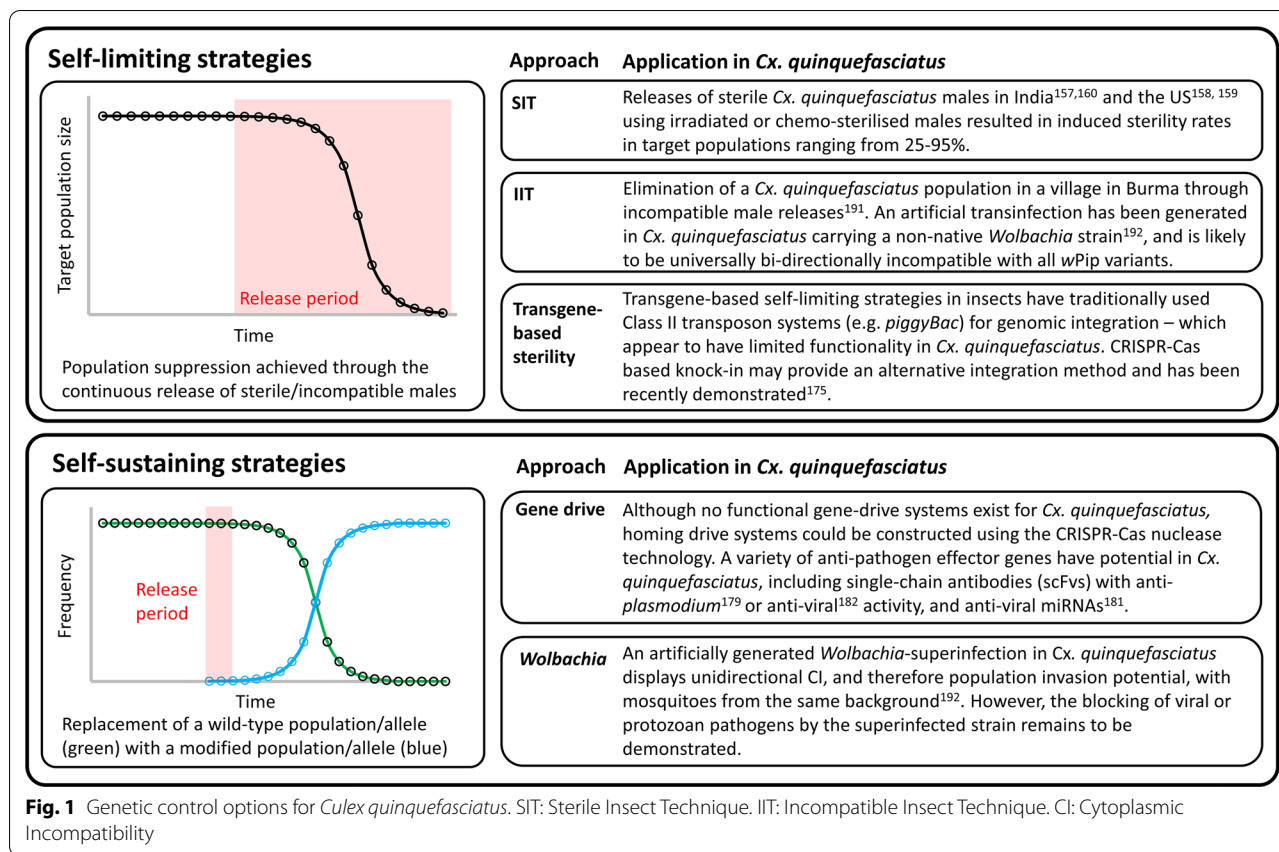 Self-limiting strategies
Target population size
Release period
Time
Population suppression achieved through the
continuous release of sterile/incompatible males
Approach Application in Cx. quinquefasciatus
SIT
Releases of sterile Cx. quinquefasciatus males in India157,160 and the US158, 159
using irradiated or chemo-sterilised males resulted in induced sterility rates
in target populations ranging from 25-95%.
IIT
Elimination of a Cx. quinquefasciatus population in a village in Burma through
incompatible male releases191. An artificial transinfection has been generated
in Cx. quinquefasciatus carrying a non-native Wolbachia strain192, and is likely
to be universally bi-directionally incompatible with all wPip variants.
Transgene-
based
sterility
Transgene-based self-limiting strategies in insects have traditionally used
Class II transposon systems (e.g. piggyBac) for genomic integration – which
appear to have limited functionality in Cx. quinquefasciatus. CRISPR-Cas
based knock-in may provide an alternative integration method and has been
recently demonstrated175.
Self-sustaining strategies
Frequency
Release
period
Time
Replacement of a wild-type population/allele
(green) with a modified population/allele (blue)
Approach Application in Cx. quinquefasciatus
Gene drive
Although no functional gene-drive systems exist for Cx. quinquefasciatus,
homing drive systems could be constructed using the CRISPR-Cas nuclease
technology. A variety of anti-pathogen effector genes have potential in Cx.
quinquefasciatus, including single-chain antibodies (scFvs) with anti-
plasmodium179 or anti-viral182 activity, and anti-viral miRNAs181.
Wolbachia
An artificially generated Wolbachia-superinfection in Cx. quinquefasciatus
displays unidirectional CI, and therefore population invasion potential, with
mosquitoes from the same background192. However, the blocking of viral or
protozoan pathogens by the superinfected strain remains to be
demonstrated.
Fig. 1 Genetic control options for Culex quinquefasciatus. SIT: Sterile Insect Technique. IIT: Incompatible Insect Technique. CI: Cytoplasmic
Incompatibility